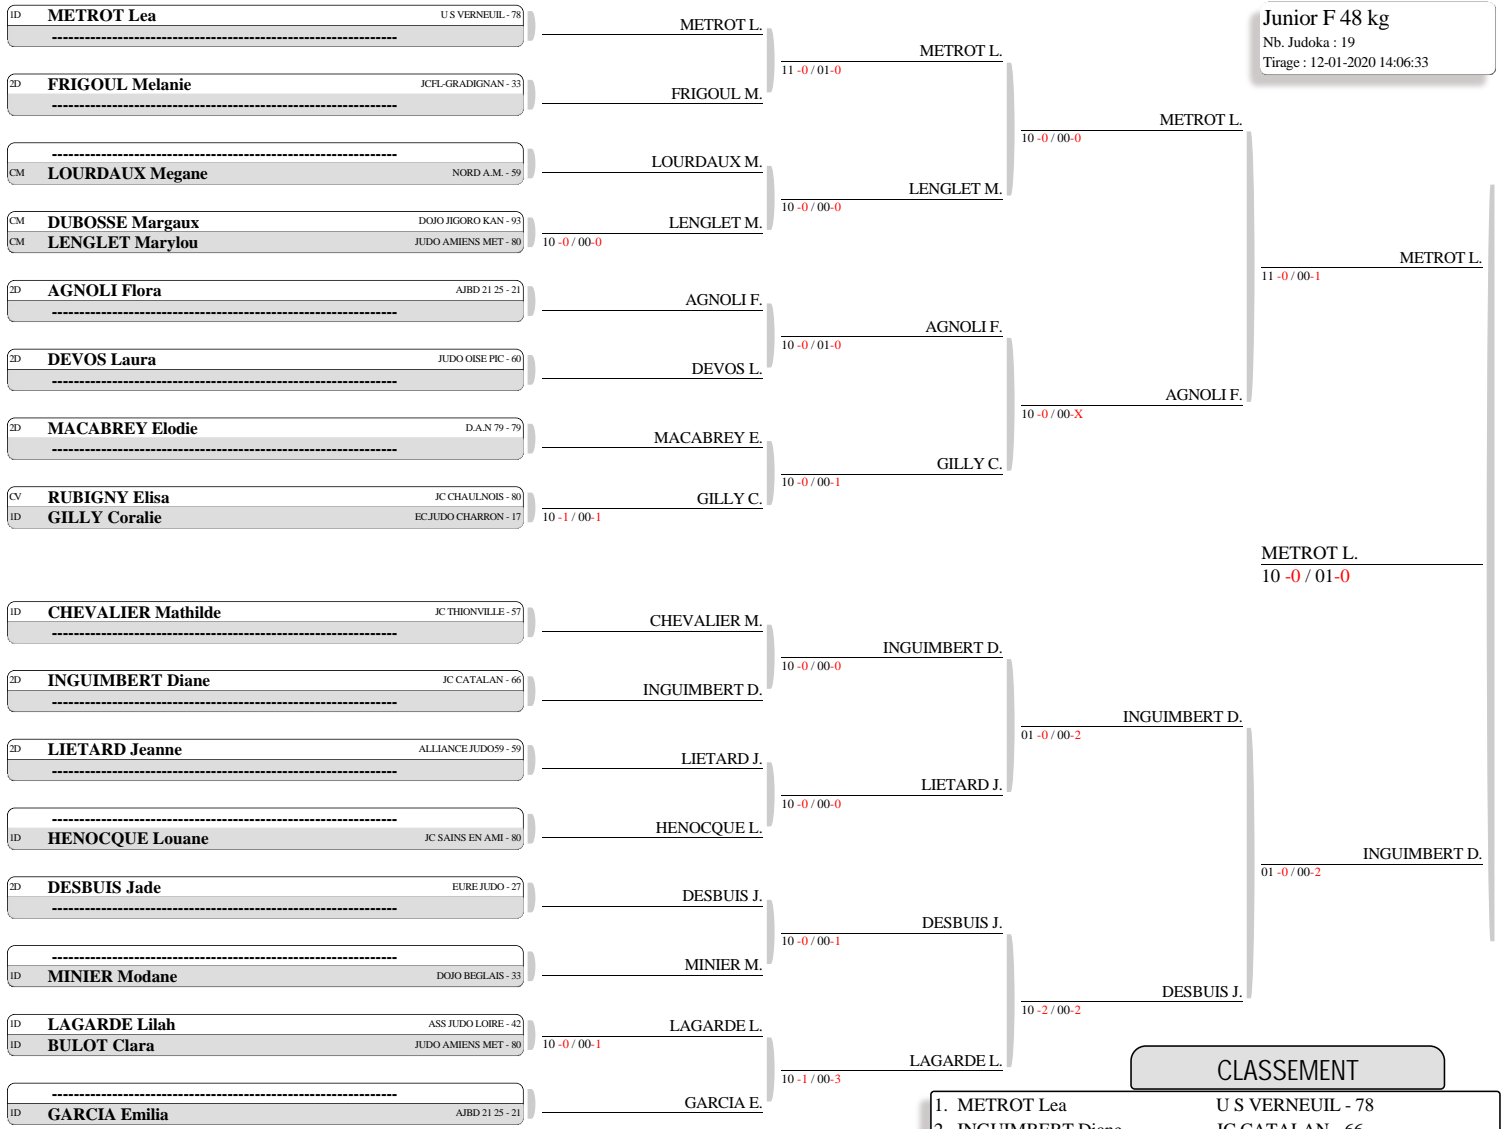 Junior F 48 kg
Nb. Judoka : 19
Tirage : 12-01-2020 14:06:33
1D METROT Lea U S VERNEUIL - 78
----------------------------------------------------------------
2D FRIGOUL Melanie JCFL-GRADIGNAN - 33
----------------------------------------------------------------
----------------------------------------------------------------
CM LOURDAUX Megane NORD A.M. - 59
CM DUBOSSE Margaux DOJO JIGORO KAN - 93
CM LENGLET Marylou JUDO AMIENS MET - 80
2D AGNOLI Flora AJBD 21 25 - 21
----------------------------------------------------------------
2D DEVOS Laura JUDO OISE PIC - 60
----------------------------------------------------------------
2D MACABREY Elodie D.A.N 79 - 79
----------------------------------------------------------------
CV RUBIGNY Elisa JC CHAULNOIS - 80
1D GILLY Coralie EC.JUDO CHARRON - 17
1D CHEVALIER Mathilde JC THIONVILLE - 57
----------------------------------------------------------------
2D INGUIMBERT Diane JC CATALAN - 66
----------------------------------------------------------------
2D LIETARD Jeanne ALLIANCE JUDO59 - 59
----------------------------------------------------------------
----------------------------------------------------------------
1D HENOCQUE Louane JC SAINS EN AMI - 80
2D DESBUIS Jade EURE JUDO - 27
----------------------------------------------------------------
----------------------------------------------------------------
1D MINIER Modane DOJO BEGLAIS - 33
1D LAGARDE Lilah ASS JUDO LOIRE - 42
1D BULOT Clara JUDO AMIENS MET - 80
----------------------------------------------------------------
1D GARCIA Emilia AJBD 21 25 - 21
METROT L.
FRIGOUL M.
LOURDAUX M.
LENGLET M.
10 -0 / 00-0
AGNOLI F.
DEVOS L.
MACABREY E.
GILLY C.
10 -1 / 00-1
CHEVALIER M.
INGUIMBERT D.
LIETARD J.
HENOCQUE L.
DESBUIS J.
MINIER M.
LAGARDE L.
10 -0 / 00-1
GARCIA E.
METROT L.
11 -0 / 01-0
LENGLET M.
10 -0 / 00-0
AGNOLI F.
10 -0 / 01-0
GILLY C.
10 -0 / 00-1
INGUIMBERT D.
10 -0 / 00-0
LIETARD J.
10 -0 / 00-0
DESBUIS J.
10 -0 / 00-1
LAGARDE L.
10 -1 / 00-3
METROT L.
10 -0 / 00-0
AGNOLI F.
10 -0 / 00-X
INGUIMBERT D.
01 -0 / 00-2
DESBUIS J.
10 -2 / 00-2
METROT L.
11 -0 / 00-1
INGUIMBERT D.
01 -0 / 00-2
METROT L.
10 -0 / 01-0
CLASSEMENT
1. METROT Lea U S VERNEUIL - 78
2. INGUIMBERT Diane JC CATALAN - 66